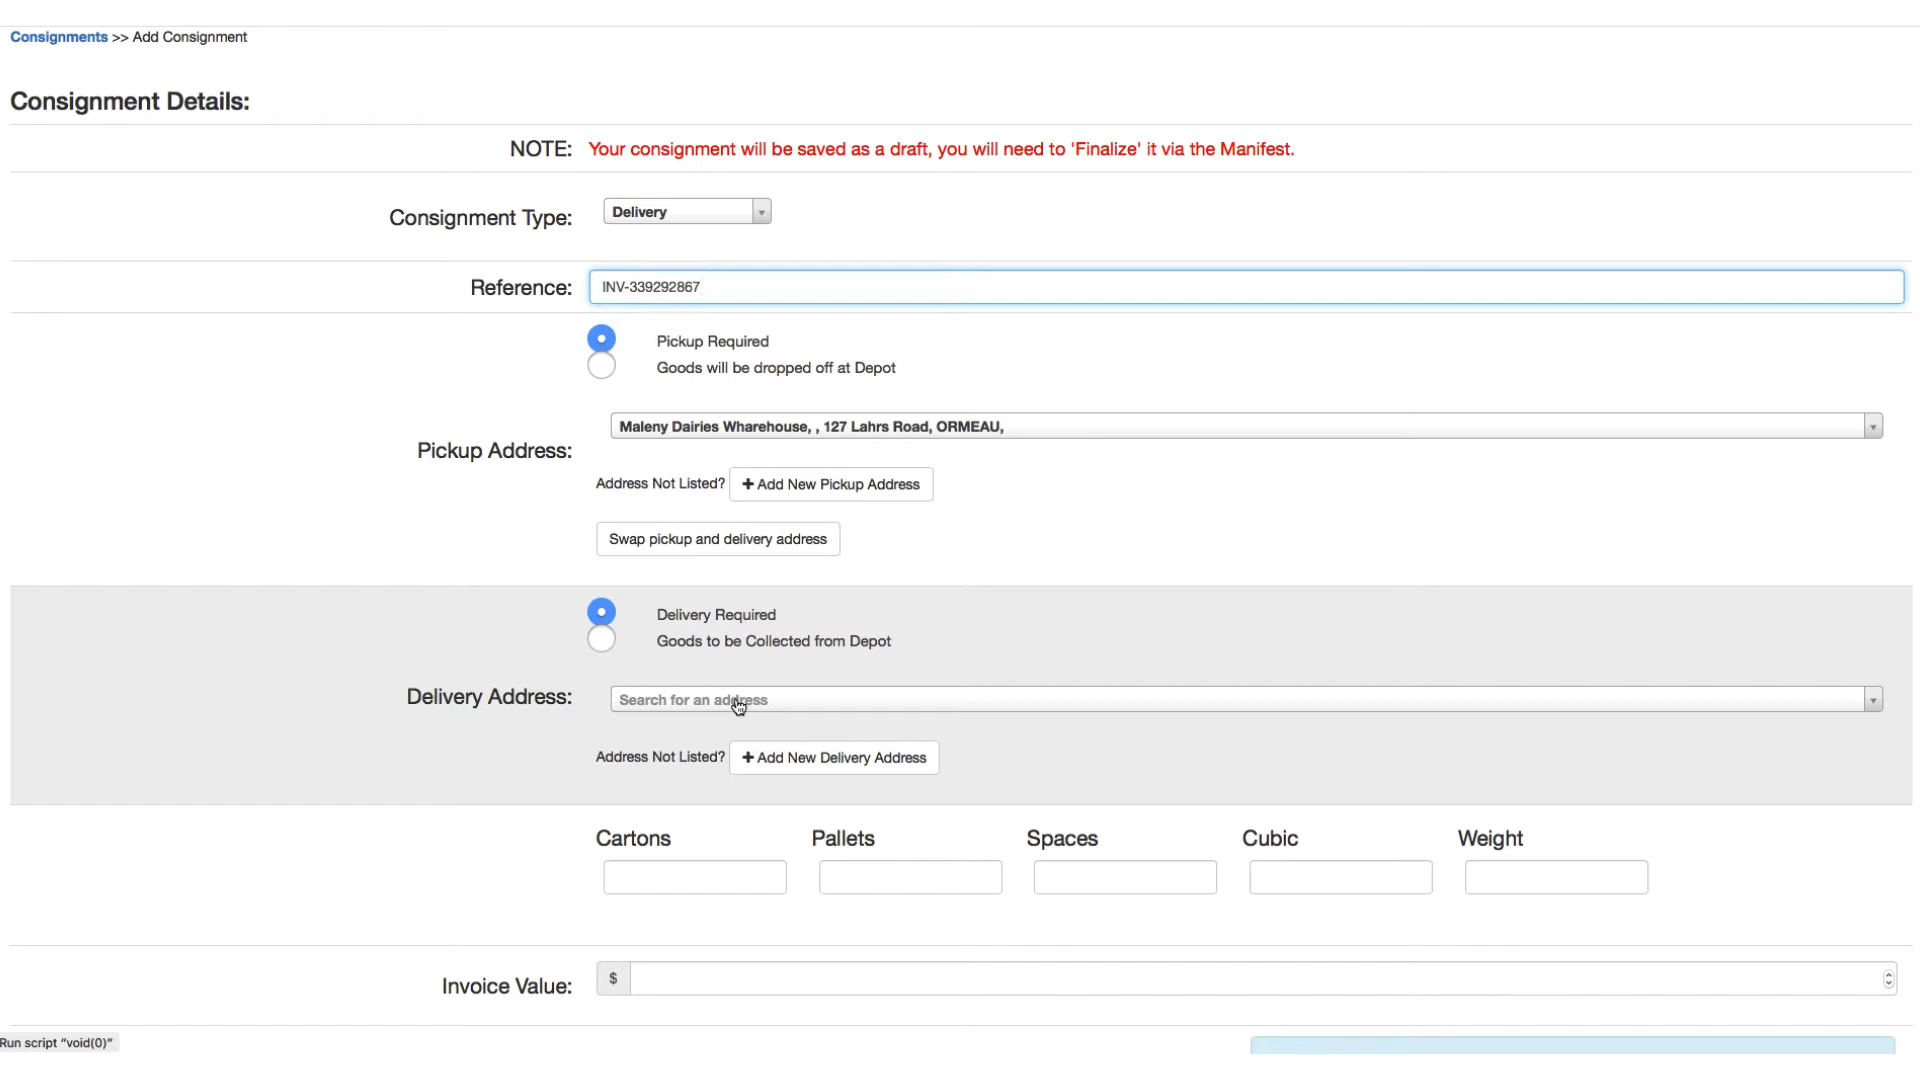 Consignments >> Add Consignment
Consignment Details:
NOTE: Your consignment will be saved as a draft, you will need to 'Finalize' it via the Manifest.
Consignment Type: Delivery
Reference: INV-339292867
Pickup Required
Goods will be dropped off at Depot
Maleny Dairies Wharehouse, , 127 Lahrs Road, ORMEAU,
Pickup Address:
Address Not Listed? + Add New Pickup Address
Swap pickup and delivery address
Delivery Required
Goods to be Collected from Depot
Delivery Address: Search for an address
Address Not Listed? + Add New Delivery Address
Cartons Pallets Spaces Cubic Weight
Invoice Value: $
Run script "void(0)"